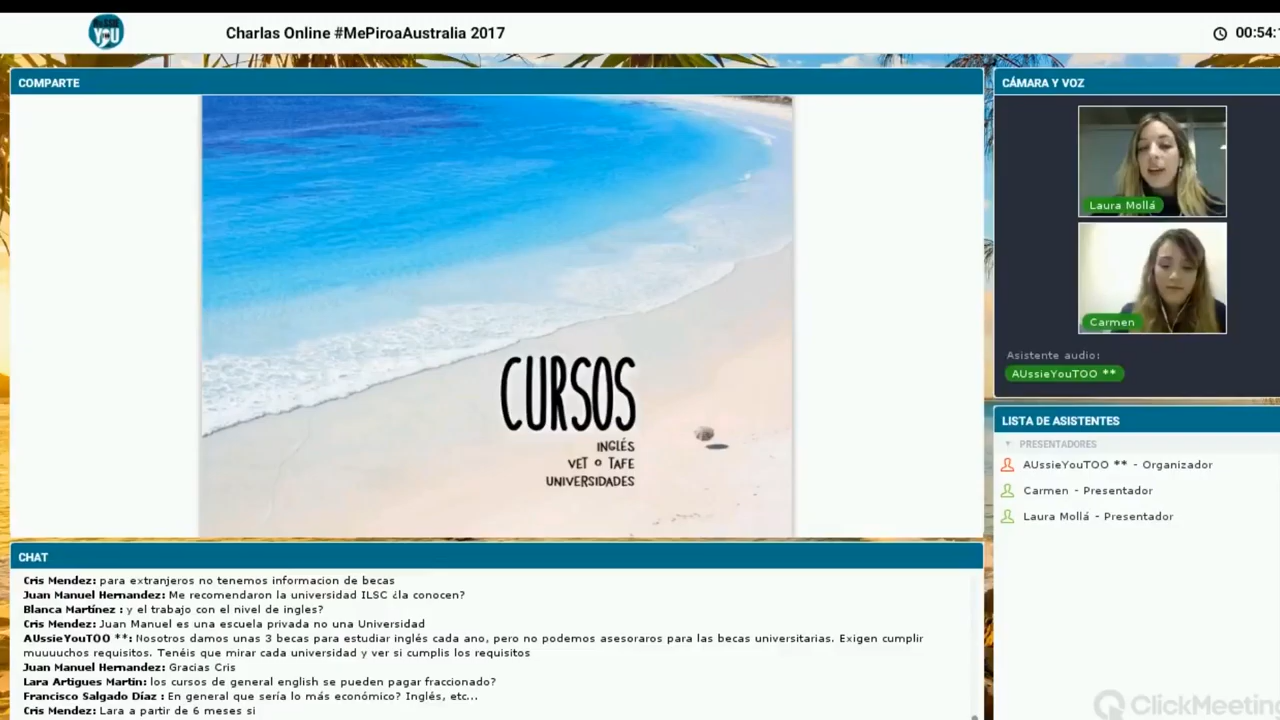 YOU
Charlas Online #MePiroaAustralia 2017
00:54:
COMPARTE
CURSOS
INGLÉS
VET o TAFE
UNIVERSIDADES
CÁMARA Y VOZ
Laura Mollá
Carmen
Asistente audio:
AUssieYouTOO **
LISTA DE ASISTENTES
PRESENTADORES
AUssieYouTOO ** - Organizador
Carmen - Presentador
Laura Mollá - Presentador
CHAT
Cris Mendez: para extranjeros no tenemos informacion de becas
Juan Manuel Hernandez: Me recomendaron la universidad ILSC ¿la conocen?
Blanca Martínez : y el trabajo con el nivel de ingles?
Cris Mendez: Juan Manuel es una escuela privada no una Universidad
AUssieYouTOO **: Nosotros damos unas 3 becas para estudiar inglés cada ano, pero no podemos asesoraros para las becas universitarias. Exigen cumplir
muuuuchos requisitos. Tenéis que mirar cada universidad y ver si cumplis los requisitos
Juan Manuel Hernandez: Gracias Cris
Lara Artigues Martin: los cursos de general english se pueden pagar fraccionado?
Francisco Salgado Díaz : En general que sería lo más económico? Inglés, etc...
Cris Mendez: Lara a partir de 6 meses si
ClickMeeting